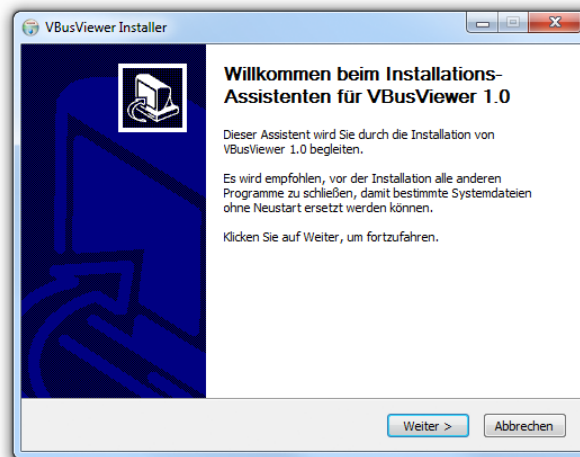 VBusViewer Installer
Willkommen beim Installations-
Assistenten für VBusViewer 1.0
Dieser Assistent wird Sie durch die Installation von
VBusViewer 1.0 begleiten.
Es wird empfohlen, vor der Installation alle anderen
Programme zu schließen, damit bestimmte Systemdateien
ohne Neustart ersetzt werden können.
Klicken Sie auf Weiter, um fortzufahren.
Weiter >
Abbrechen